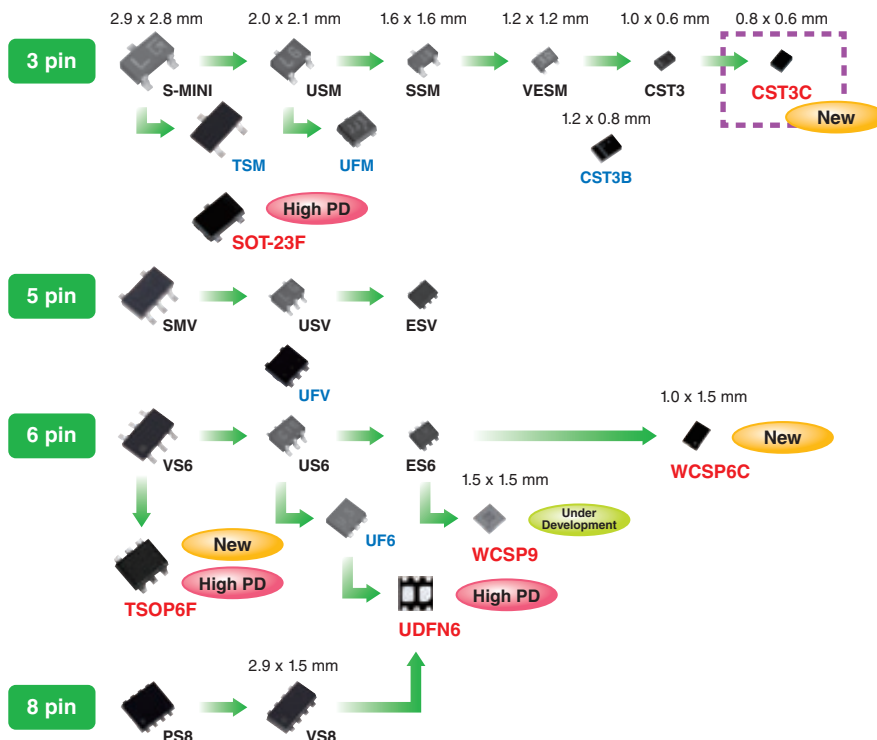 2.9 x 2.8 mm 2.0 x 2.1 mm 1.6 x 1.6 mm 1.2 x 1.2mm 1.0 x 0.6 mm 0.8 x 0.6 mm
3 pin
S-MINI USM SSM VESM CST3 CST3C
New
1.2 x 0.8 mm
TSM UFM CST3B
High PD
SOT-23F
5 pin
SMV USV ESV
UFV
6 pin
1.0 x 1.5 mm
New
VS6 US6 ES6 WCSP6C
1.5 x 1.5 mm
Under
Development
New
UF6 WCSP9
High PD
TSOP6F
High PD
UDFN6
2.9 x 1.5 mm
8 pin
PS8 VS8